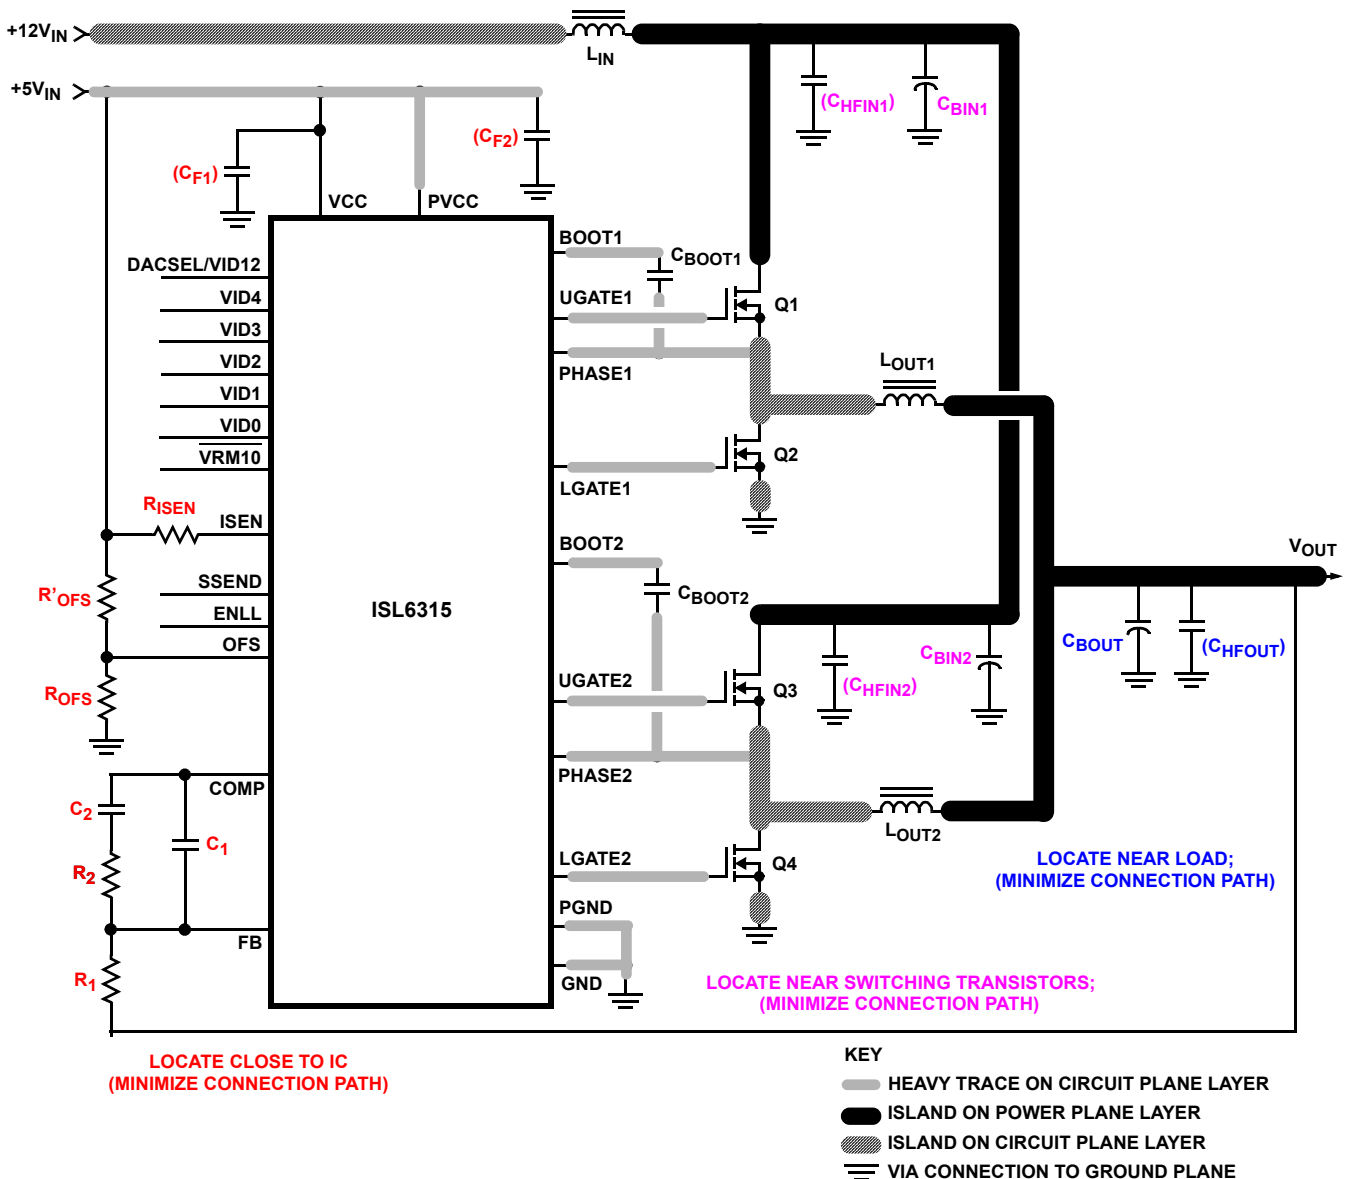 +12VIN
LIN
+5VIN
(CHFIN1)
CBIN1
(CF2)
(CF1)
VCC
PVCC
BOOT1
CBOOT1
DACSEL/VID12
VID4
UGATE1
Q1
VID3
VID2
PHASE1
LOUT1
VID1
VID0
VRM10
Q2
LGATE1
RISEN
ISEN
BOOT2
VOUT
SSEND
R’OFS
ISL6315
CBOOT2
ENLL
OFS
CBOUT
(CHFOUT)
CBIN2
ROFS
UGATE2
Q3
(CHFIN2)
PHASE2
COMP
C2
C1
LOUT2
LGATE2
Q4
LOCATE NEAR LOAD;
(MINIMIZE CONNECTION PATH)
R2
PGND
FB
R1
GND
LOCATE NEAR SWITCHING TRANSISTORS;
(MINIMIZE CONNECTION PATH)
LOCATE CLOSE TO IC
(MINIMIZE CONNECTION PATH)
KEY
HEAVY TRACE ON CIRCUIT PLANE LAYER
ISLAND ON POWER PLANE LAYER
ISLAND ON CIRCUIT PLANE LAYER
VIA CONNECTION TO GROUND PLANE